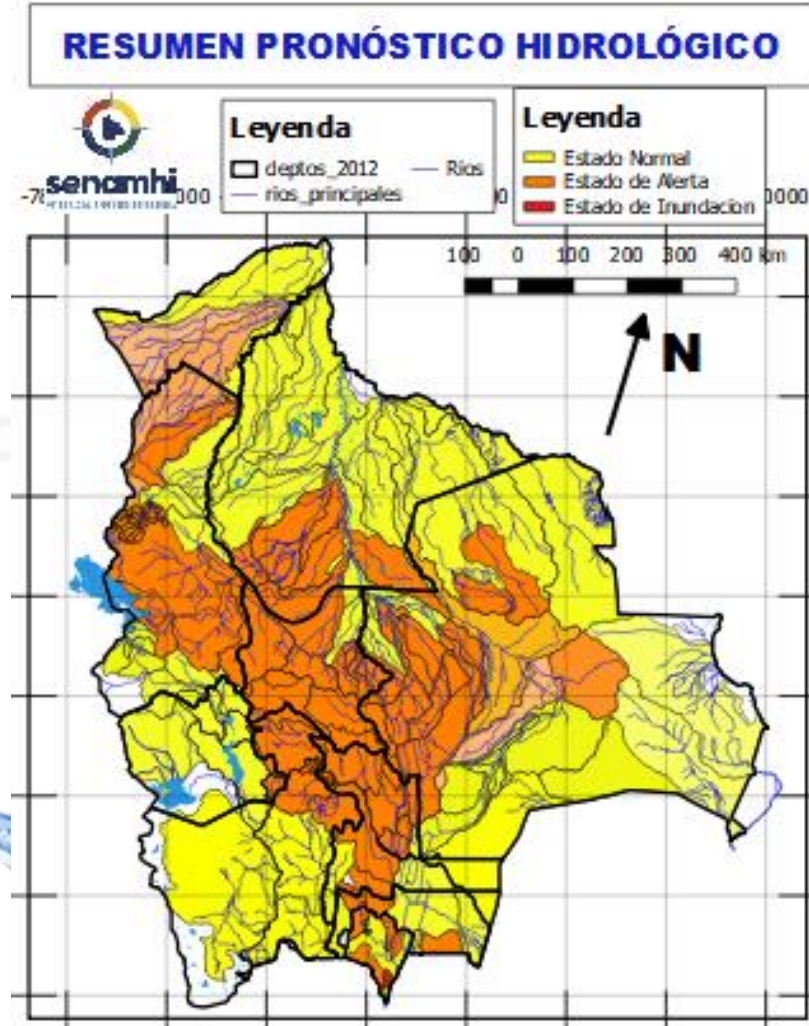 RESUMEN PRONÓSTICO HIDROLÓGICO
senamhi
Leyenda
deptos_2012
Rios
rios_principales
Leyenda
Estado Normal
Estado de Alerta
Estado de Inundacion
100 0 100 200 300 400 km
N